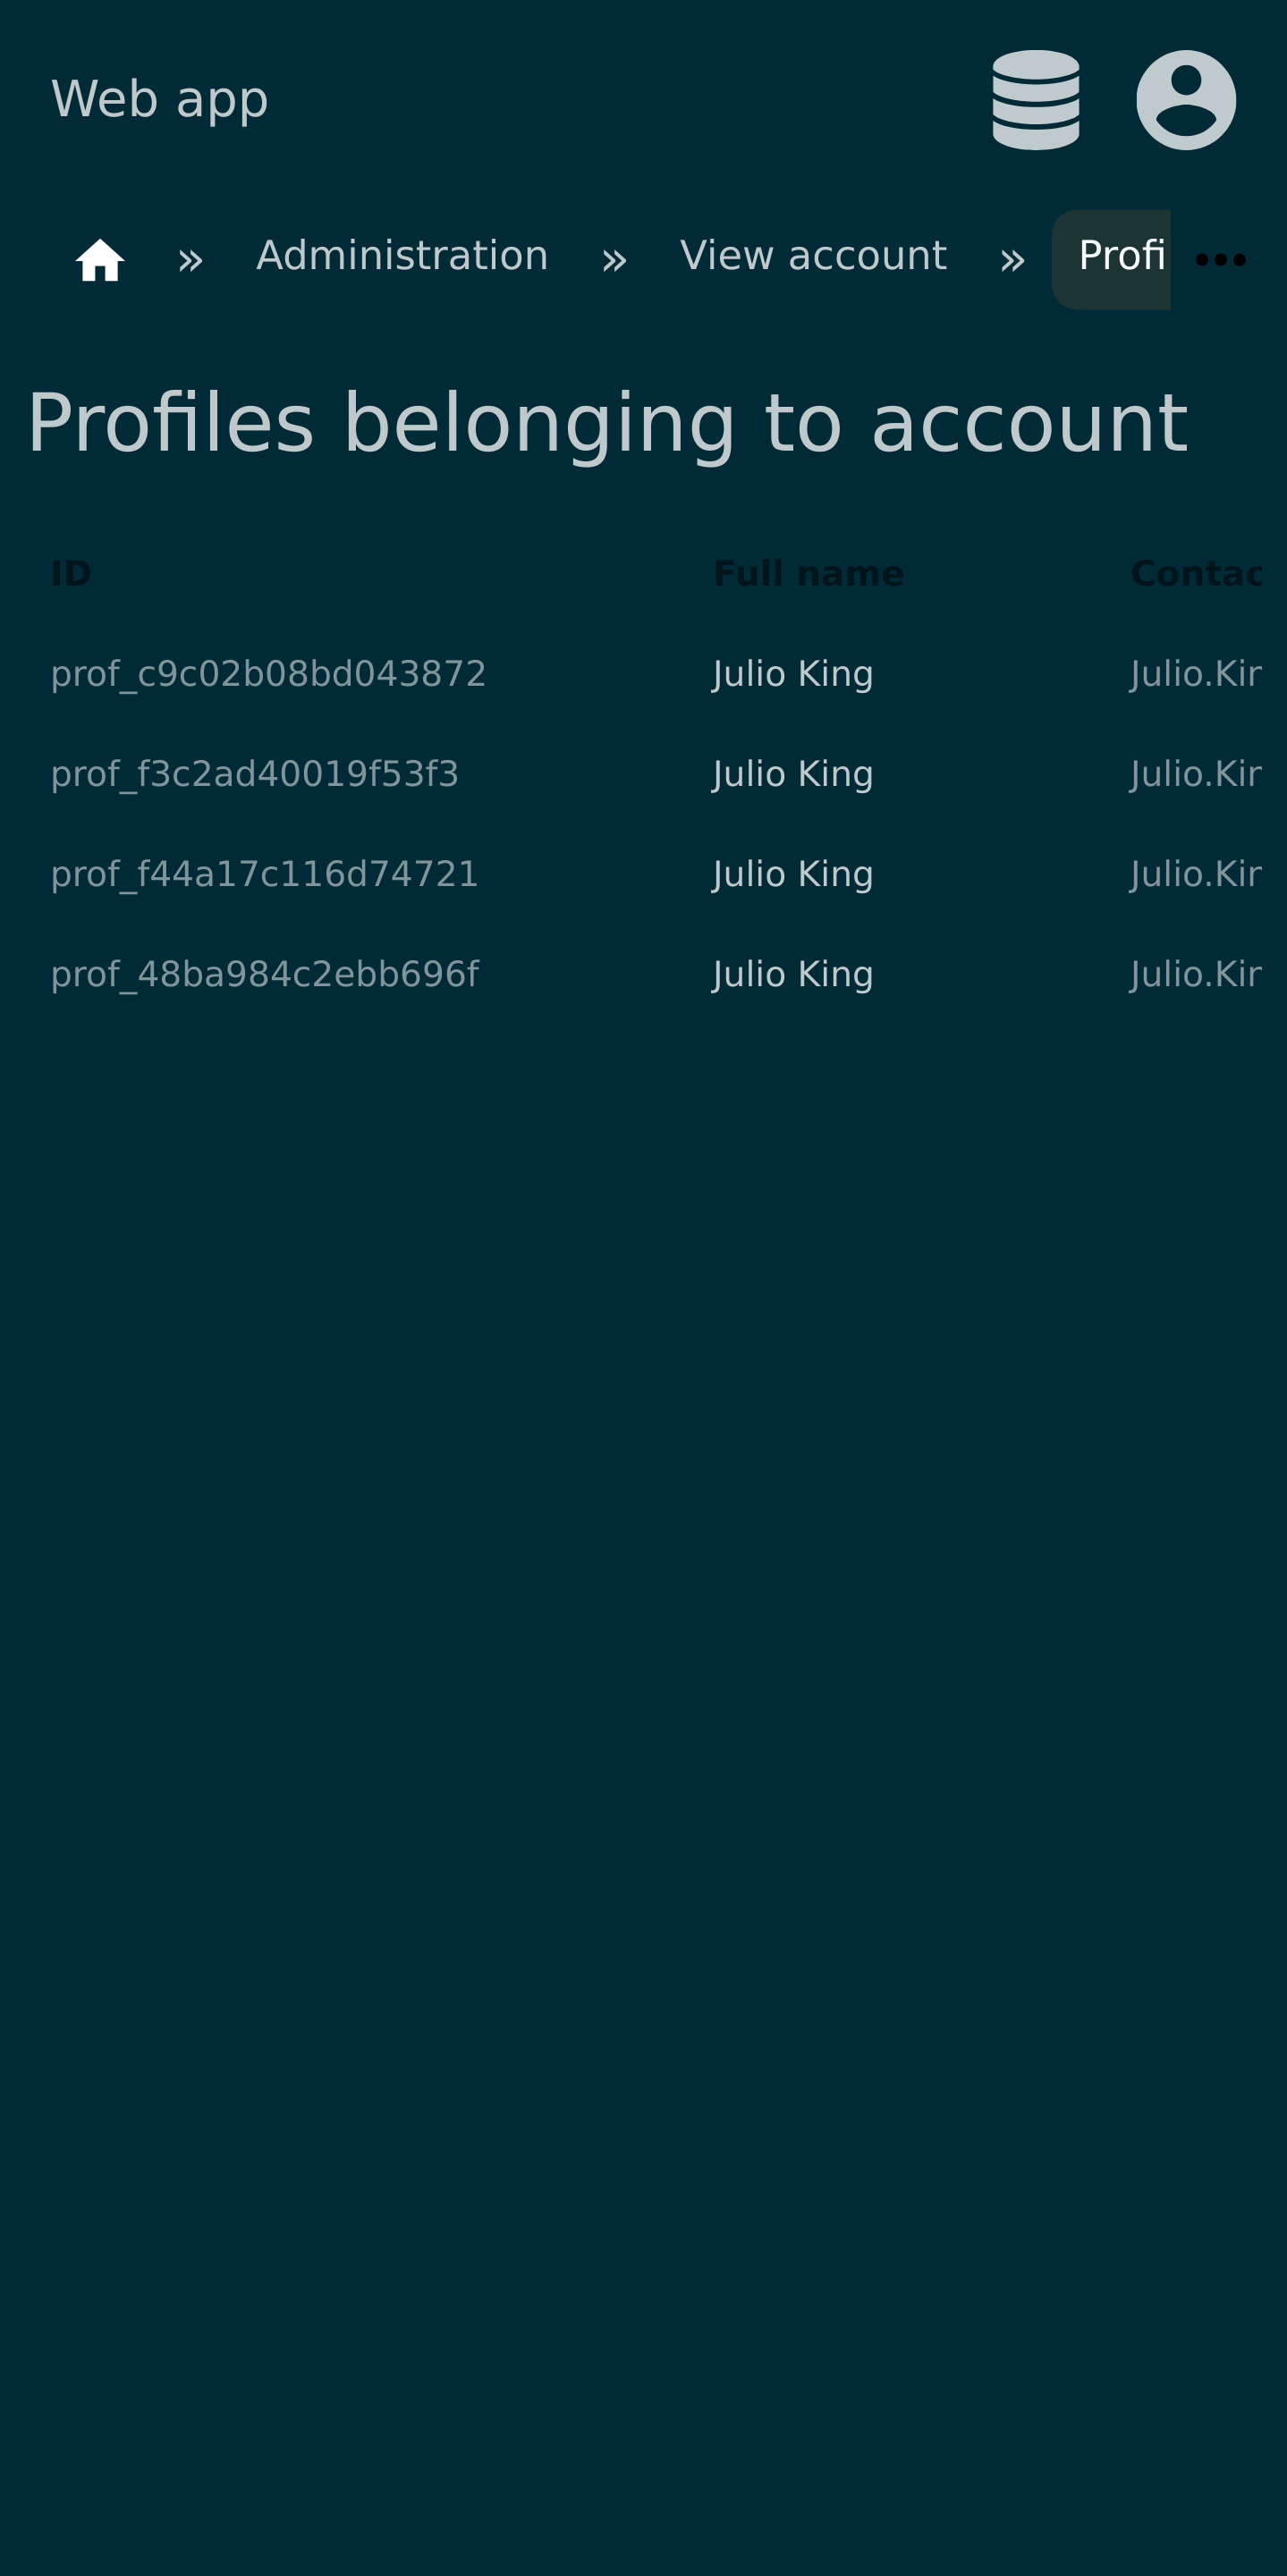 Web app
» Administration » View account » Profi •••
Profiles belonging to account
ID Full name Contac
prof_c9c02b08bd043872 Julio King Julio.Kir
prof_f3c2ad40019f53f3 Julio King Julio.Kir
prof_f44a17c116d74721 Julio King Julio.Kir
prof_48ba984c2ebb696f Julio King Julio.Kir